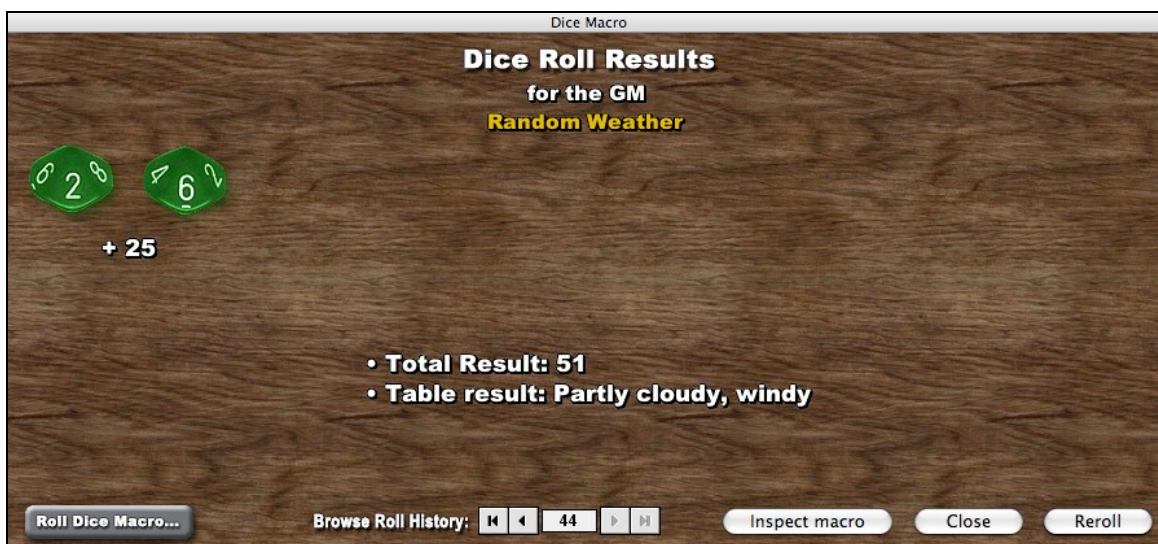 Dice Macro
Dice Roll Results
for the GM
Random Weather
6 2 8 4 6 2
+ 25
• Total Result: 51
• Table result: Partly cloudy, windy
Roll Dice Macro... Browse Roll History: 44 Inspect macro Close Reroll